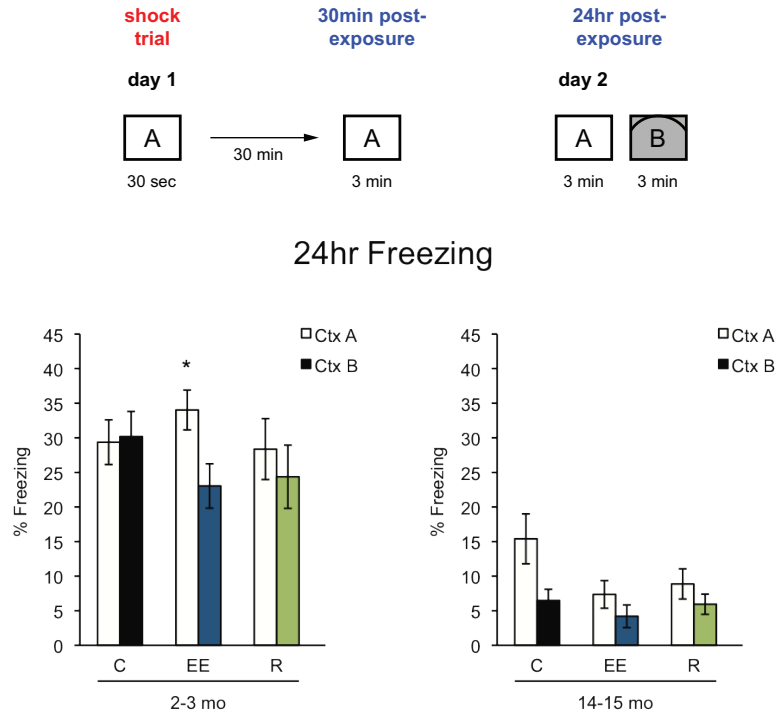 shock trial
30min post-exposure
24hr post-exposure
day 1
day 2
A
30 min
A
A
B
30 sec
3 min
3 min
3 min
24hr Freezing
% Freezing
45
40
35
30
25
20
15
10
5
0
*
Ctx A
Ctx B
C
EE
R
2-3 mo
% Freezing
45
40
35
30
25
20
15
10
5
0
Ctx A
Ctx B
C
EE
R
14-15 mo